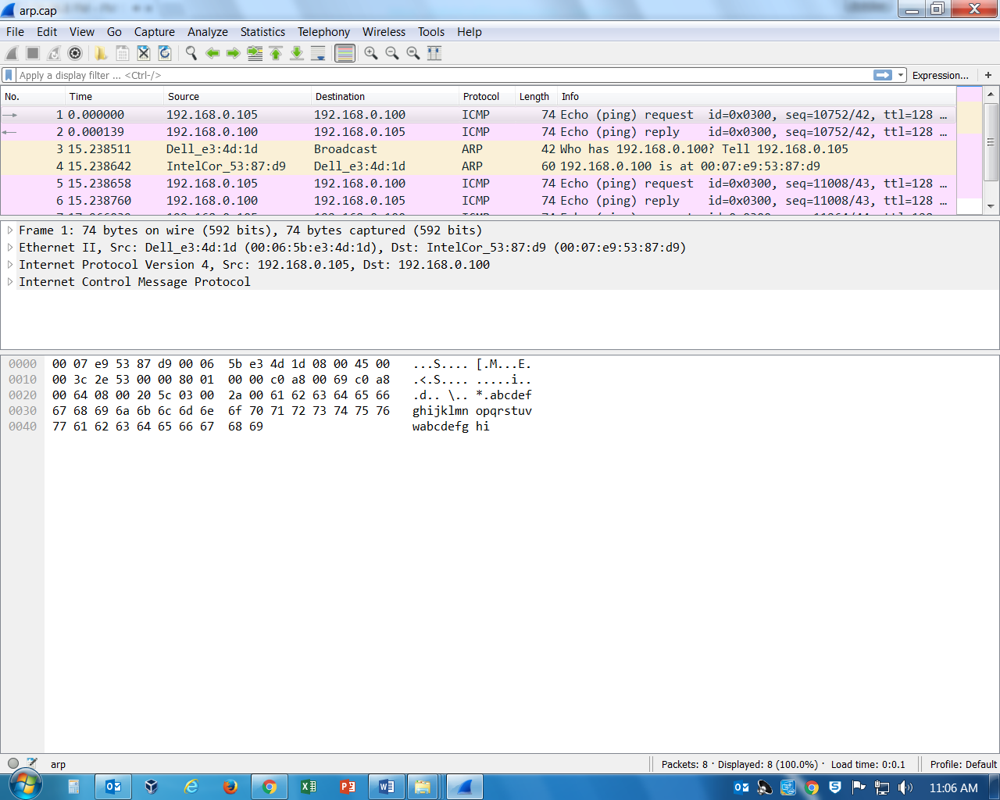 arp.cap
File Edit View Go Capture Analyze Statistics Telephony Wireless Tools Help
Apply a display filter ... <Ctrl-/> Expression... +
No. Time Source Destination Protocol Length Info
1 0.000000 192.168.0.105 192.168.0.100 ICMP 74 Echo (ping) request id=0x0300, seq=10752/42, ttl=128 ...
2 0.000139 192.168.0.100 192.168.0.105 ICMP 74 Echo (ping) reply id=0x0300, seq=10752/42, ttl=128 ...
3 15.238511 Dell_e3:4d:1d Broadcast ARP 42 Who has 192.168.0.100? Tell 192.168.0.105
4 15.238642 IntelCor_53:87:d9 Dell_e3:4d:1d ARP 60 192.168.0.100 is at 00:07:e9:53:87:d9
5 15.238658 192.168.0.105 192.168.0.100 ICMP 74 Echo (ping) request id=0x0300, seq=11008/43, ttl=128 ...
6 15.238760 192.168.0.100 192.168.0.105 ICMP 74 Echo (ping) reply id=0x0300, seq=11008/43, ttl=128 ...
Frame 1: 74 bytes on wire (592 bits), 74 bytes captured (592 bits)
Ethernet II, Src: Dell_e3:4d:1d (00:06:5b:e3:4d:1d), Dst: IntelCor_53:87:d9 (00:07:e9:53:87:d9)
Internet Protocol Version 4, Src: 192.168.0.105, Dst: 192.168.0.100
Internet Control Message Protocol
0000 00 07 e9 53 87 d9 00 06 5b e3 4d 1d 08 00 45 00 ...S.... [.M...E.
0010 00 3c 2e 53 00 00 80 01 00 00 c0 a8 00 69 c0 a8 .<.S.... .....i..
0020 00 64 08 00 20 5c 03 00 2a 00 61 62 63 64 65 66 .d.. \.. *.abcdef
0030 67 68 69 6a 6b 6c 6d 6e 6f 70 71 72 73 74 75 76 ghijklmn opqrstuv
0040 77 61 62 63 64 65 66 67 68 69 wabcdefg hi
arp Packets: 8 · Displayed: 8 (100.0%) · Load time: 0:0.1 Profile: Default
11:06 AM